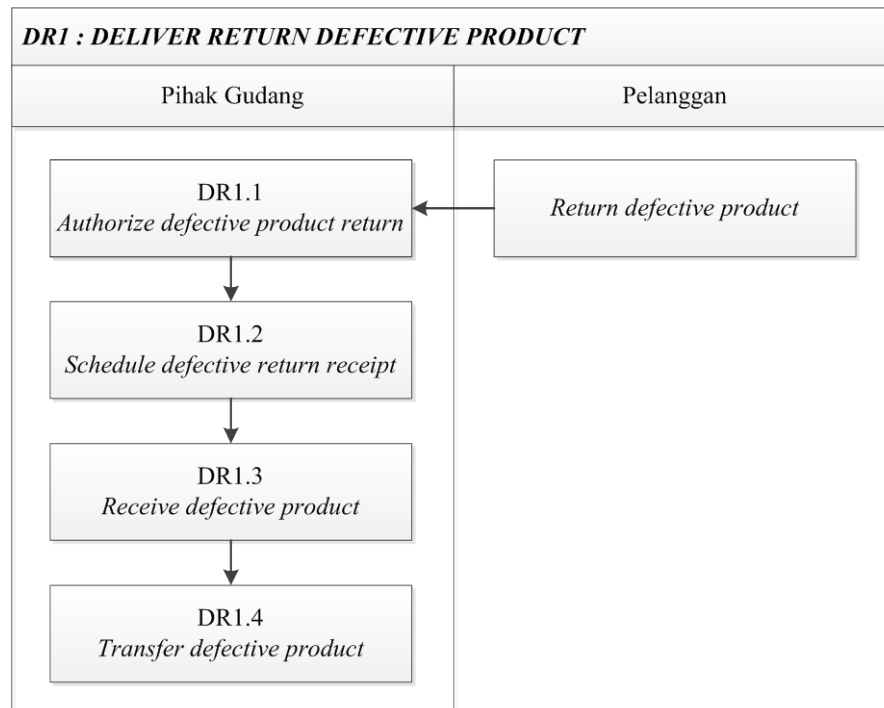 DR1 : DELIVER RETURN DEFECTIVE PRODUCT
Pihak Gudang
Pelanggan
DR1.1
Authorize defective product return
Return defective product
DR1.2
Schedule defective return receipt
DR1.3
Receive defective product
DR1.4
Transfer defective product